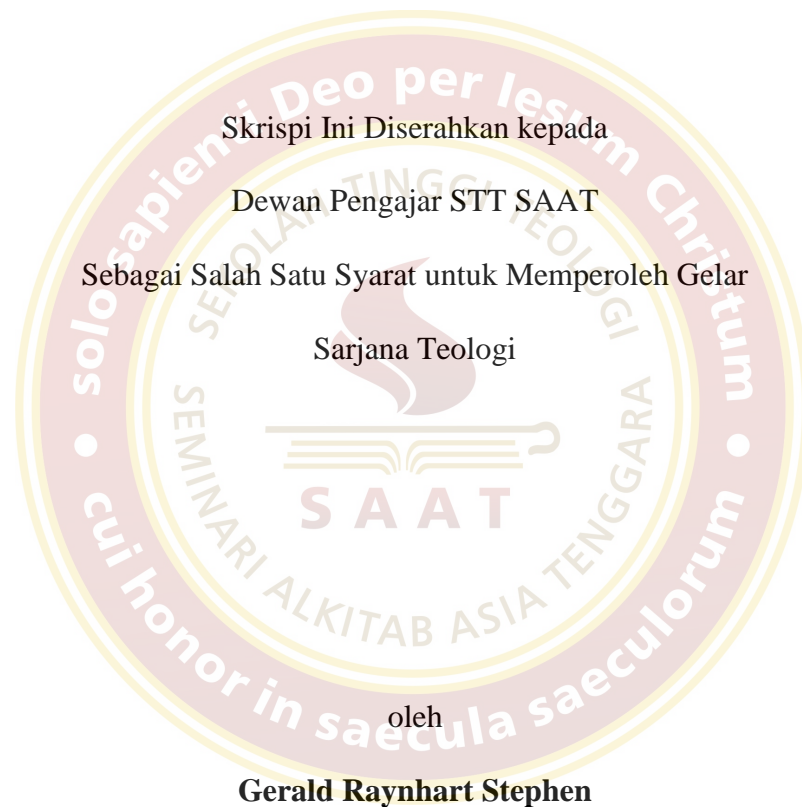 Skripsi Ini Diserahkan kepada
Dewan Pengajar STT SAAT
Sebagai Salah Satu Syarat untuk Memperoleh Gelar
Sarjana Teologi
solo sapienti Deo per Iesum Christum
SEKOLAH TINGGI TEOLOGI
SEMINARI ALKITAB ASIA TENGGARA
SAAT
cui honor in saecula saeculorum
oleh
Gerald Raynhart Stephen